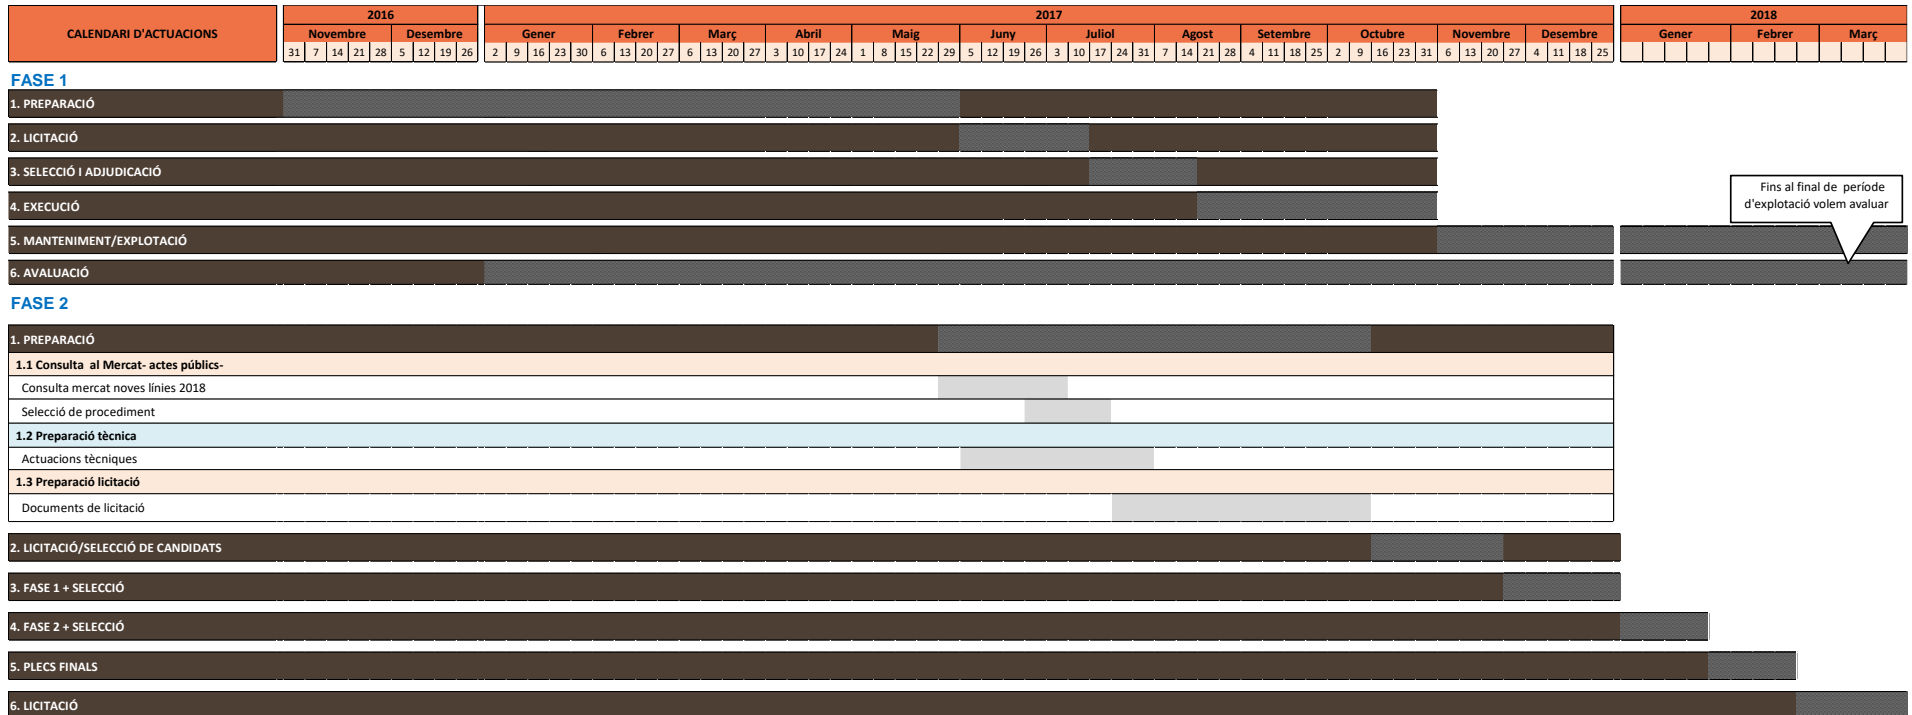 CALENDARI D'ACTUACIONS
2016 2017 2018
Novembre Desembre Gener Febrer Març Abril Maig Juny Juliol Agost Setembre Octubre Novembre Desembre Gener Febrer Març
31 7 14 21 28 5 12 19 26 2 9 16 23 30 6 13 20 27 6 13 20 27 3 10 17 24 1 8 15 22 29 5 12 19 26 3 10 17 24 31 7 14 21 28 4 11 18 25 2 9 16 23 31 6 13 20 27 4 11 18 25
FASE 1
1. PREPARACIÓ
2. LICITACIÓ
3. SELECCIÓ I ADJUDICACIÓ
4. EXECUCIÓ
Fins al final de període
d'explotació volem avaluar
5. MANTENIMENT/EXPLOTACIÓ
6. AVALUACIÓ
FASE 2
1. PREPARACIÓ
1.1 Consulta al Mercat- actes públics-
Consulta mercat noves línies 2018
Selecció de procediment
1.2 Preparació tècnica
Actuacions tècniques
1.3 Preparació licitació
Documents de licitació
2. LICITACIÓ/SELECCIÓ DE CANDIDATS
3. FASE 1 + SELECCIÓ
4. FASE 2 + SELECCIÓ
5. PLECS FINALS
6. LICITACIÓ